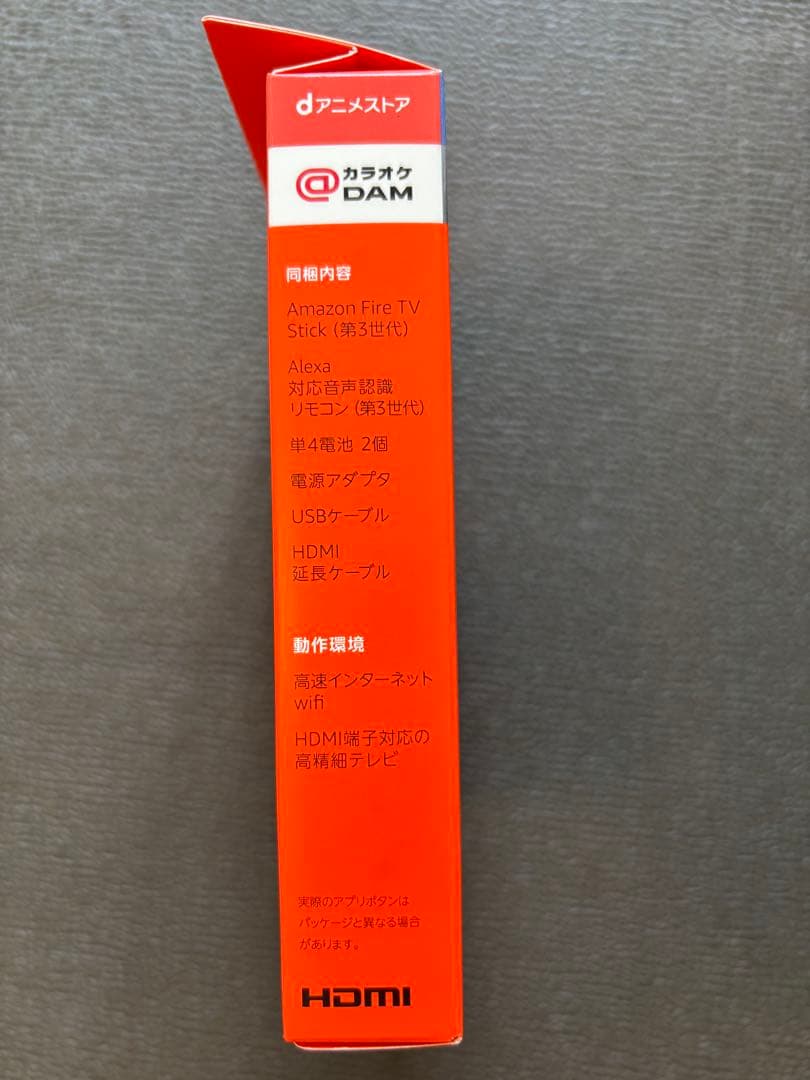 dアニメストア
@カラオケ
DAM
同梱内容
Amazon Fire TV
Stick (第3世代)
Alexa
対応音声認識
リモコン (第3世代)
単4電池 2個
電源アダプタ
USBケーブル
HDMI
延長ケーブル
動作環境
高速インターネット
wifi
HDMI端子対応の
高精細テレビ
実際のアプリボタンは
パッケージと異なる場合
があります。
HDMI